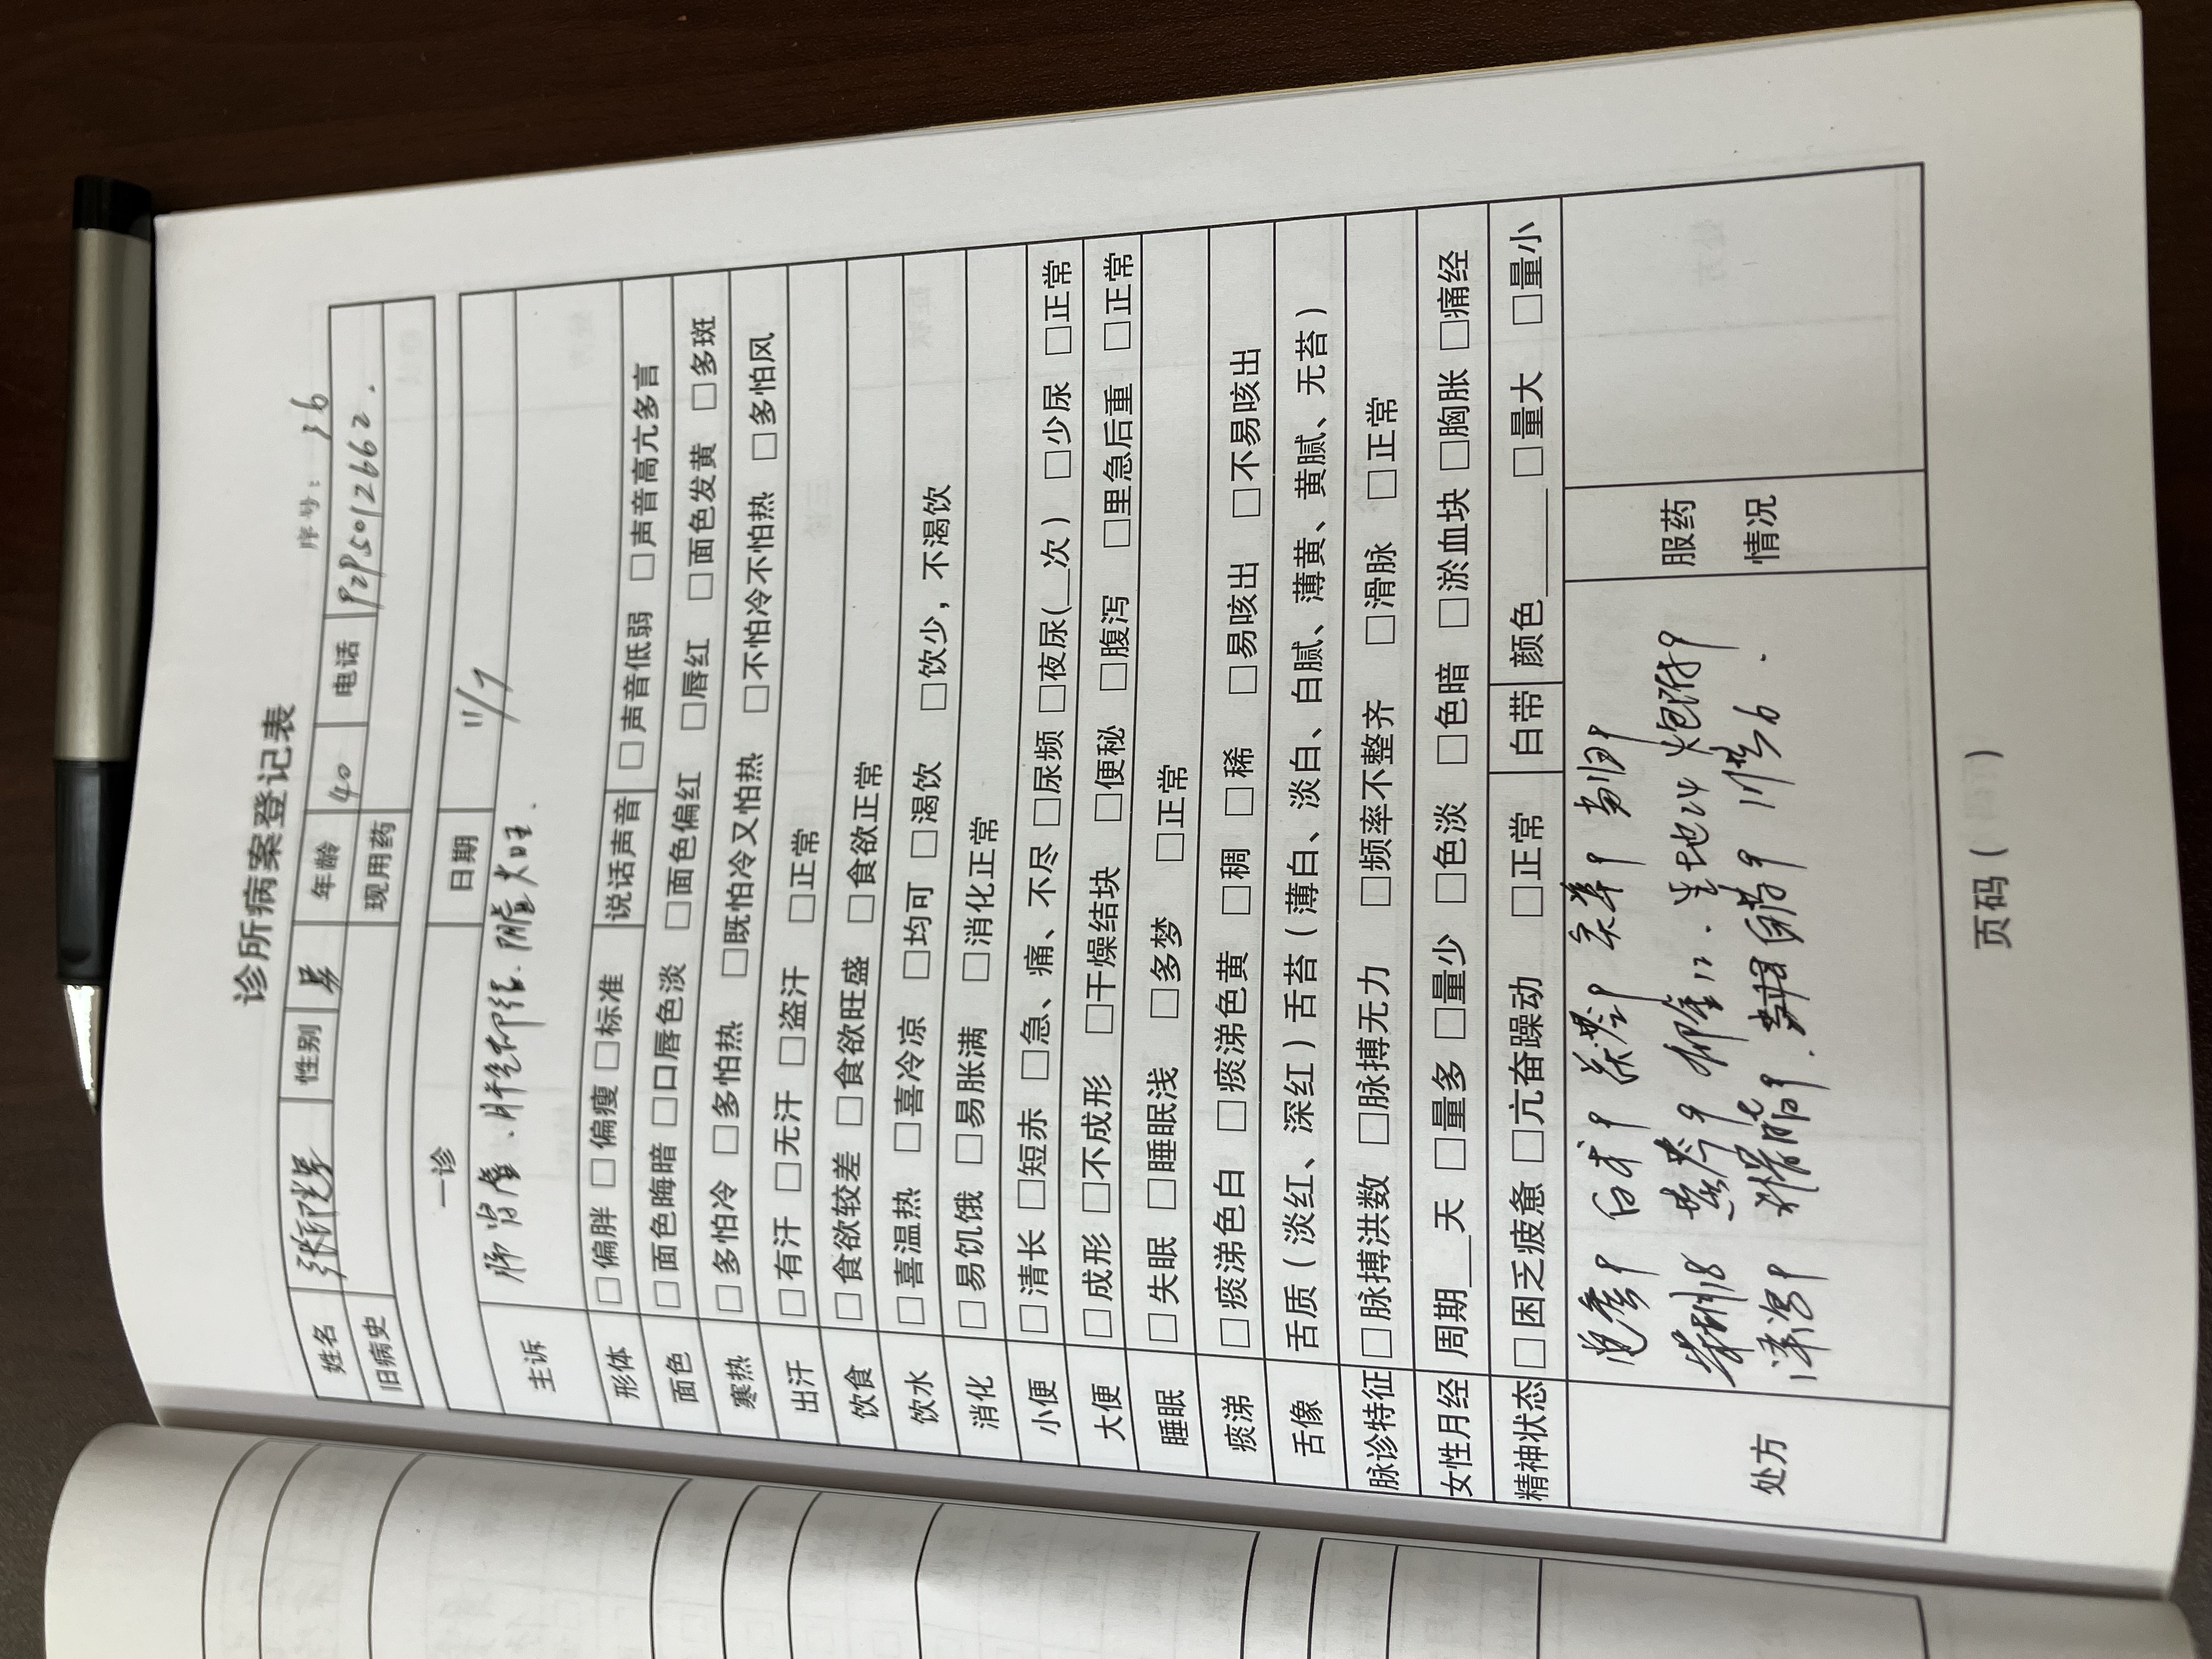 诊所病案登记表
序号: 36
姓名 性别 男 年龄 40 电话 9295012662.
旧病史 现用药
一诊 日期 11/7
主诉 肺肾虚、肝气郁结、阴虚火旺.
形体 □偏胖 □偏瘦 □标准 说话声音 □声音低弱 □声音高亢多言
面色 □面色晦暗 □口唇色淡 □面色偏红 □唇红 □面色发黄 □多斑
寒热 □多怕冷 □多怕热 □既怕冷又怕热 □不怕冷不怕热 □多怕风
出汗 □有汗 □无汗 □盗汗 □正常
饮食 □食欲较差 □食欲旺盛 □食欲正常
饮水 □喜温热 □喜冷凉 □均可 □渴饮 □饮少，不渴饮
消化 □易饥饿 □易胀满 □消化正常
小便 □清长 □短赤 □急、痛、不尽 □尿频 □夜尿(__次) □少尿 □正常
大便 □成形 □不成形 □干燥结块 □便秘 □腹泻 □里急后重 □正常
睡眠 □失眠 □睡眠浅 □多梦 □正常
痰涕 □痰涕色白 □痰涕色黄 □稠 □稀 □易咳出 □不易咳出
舌像 舌质（淡红、深红）舌苔（薄白、淡白、白腻、薄黄、黄腻、无苔）
脉诊特征 □脉搏洪数 □脉搏无力 □频率不整齐 □滑脉 □正常
女性月经 周期___天 □量多 □量少 □色淡 □色暗 □淤血块 □胸胀 □痛经
精神状态 □困乏疲惫 □亢奋躁动 □正常 白带 颜色______ □量大 □量小
处方 党参9 白术9 茯苓9 炙草9 当归9
柴胡18 黄芩9 郁金12、生地24 炮附9
泽泻9 补骨脂9、白芍9 川芎6.
服药
情况
页码（ ）